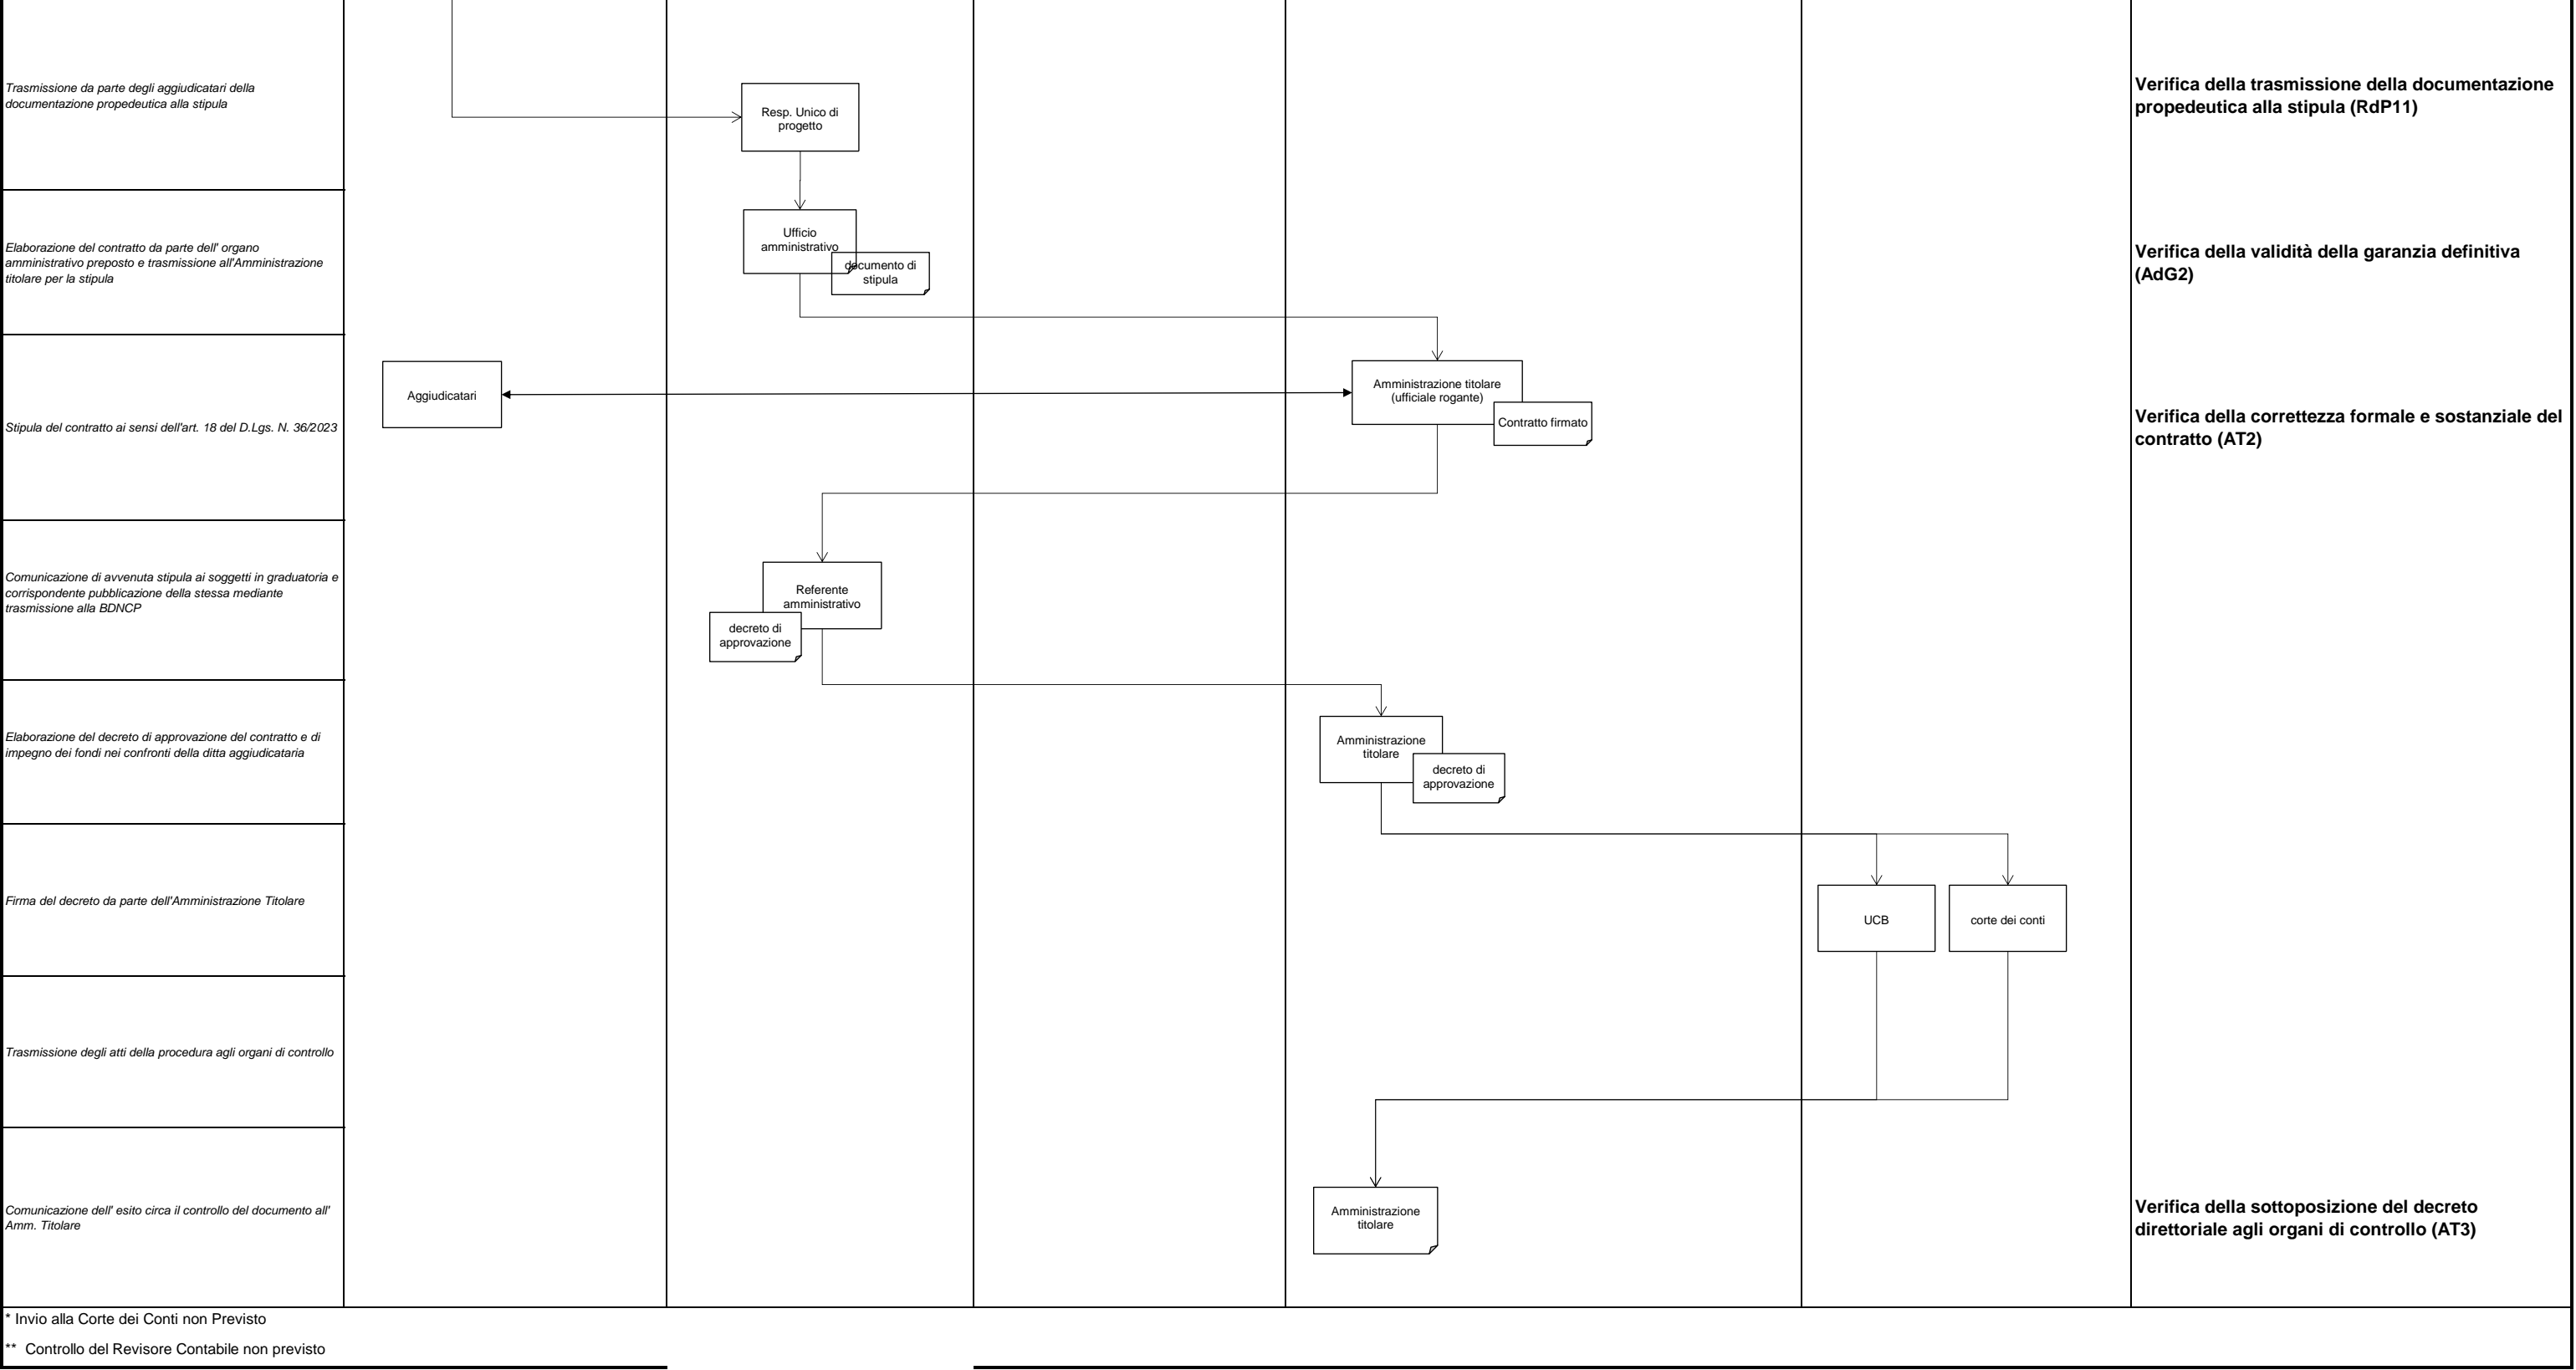 Trasmissione da parte degli aggiudicatari della
documentazione propedeutica alla stipula
Resp. Unico di
progetto
Verifica della trasmissione della documentazione
propedeutica alla stipula (RdP11)
Elaborazione del contratto da parte dell' organo
amministrativo preposto e trasmissione all'Amministrazione
titolare per la stipula
Ufficio
amministrativo
documento di
stipula
Verifica della validità della garanzia definitiva
(AdG2)
Stipula del contratto ai sensi dell'art. 18 del D.Lgs. N. 36/2023
Aggiudicatari
Amministrazione titolare
(ufficiale rogante)
Contratto firmato
Verifica della correttezza formale e sostanziale del
contratto (AT2)
Comunicazione di avvenuta stipula ai soggetti in graduatoria e
corrispondente pubblicazione della stessa mediante
trasmissione alla BDNCP
Referente
amministrativo
decreto di
approvazione
Elaborazione del decreto di approvazione del contratto e di
impegno dei fondi nei confronti della ditta aggiudicataria
Amministrazione
titolare
decreto di
approvazione
Firma del decreto da parte dell'Amministrazione Titolare
UCB
corte dei conti
Trasmissione degli atti della procedura agli organi di controllo
Comunicazione dell' esito circa il controllo del documento all'
Amm. Titolare
Amministrazione
titolare
Verifica della sottoposizione del decreto
direttoriale agli organi di controllo (AT3)
* Invio alla Corte dei Conti non Previsto
** Controllo del Revisore Contabile non previsto